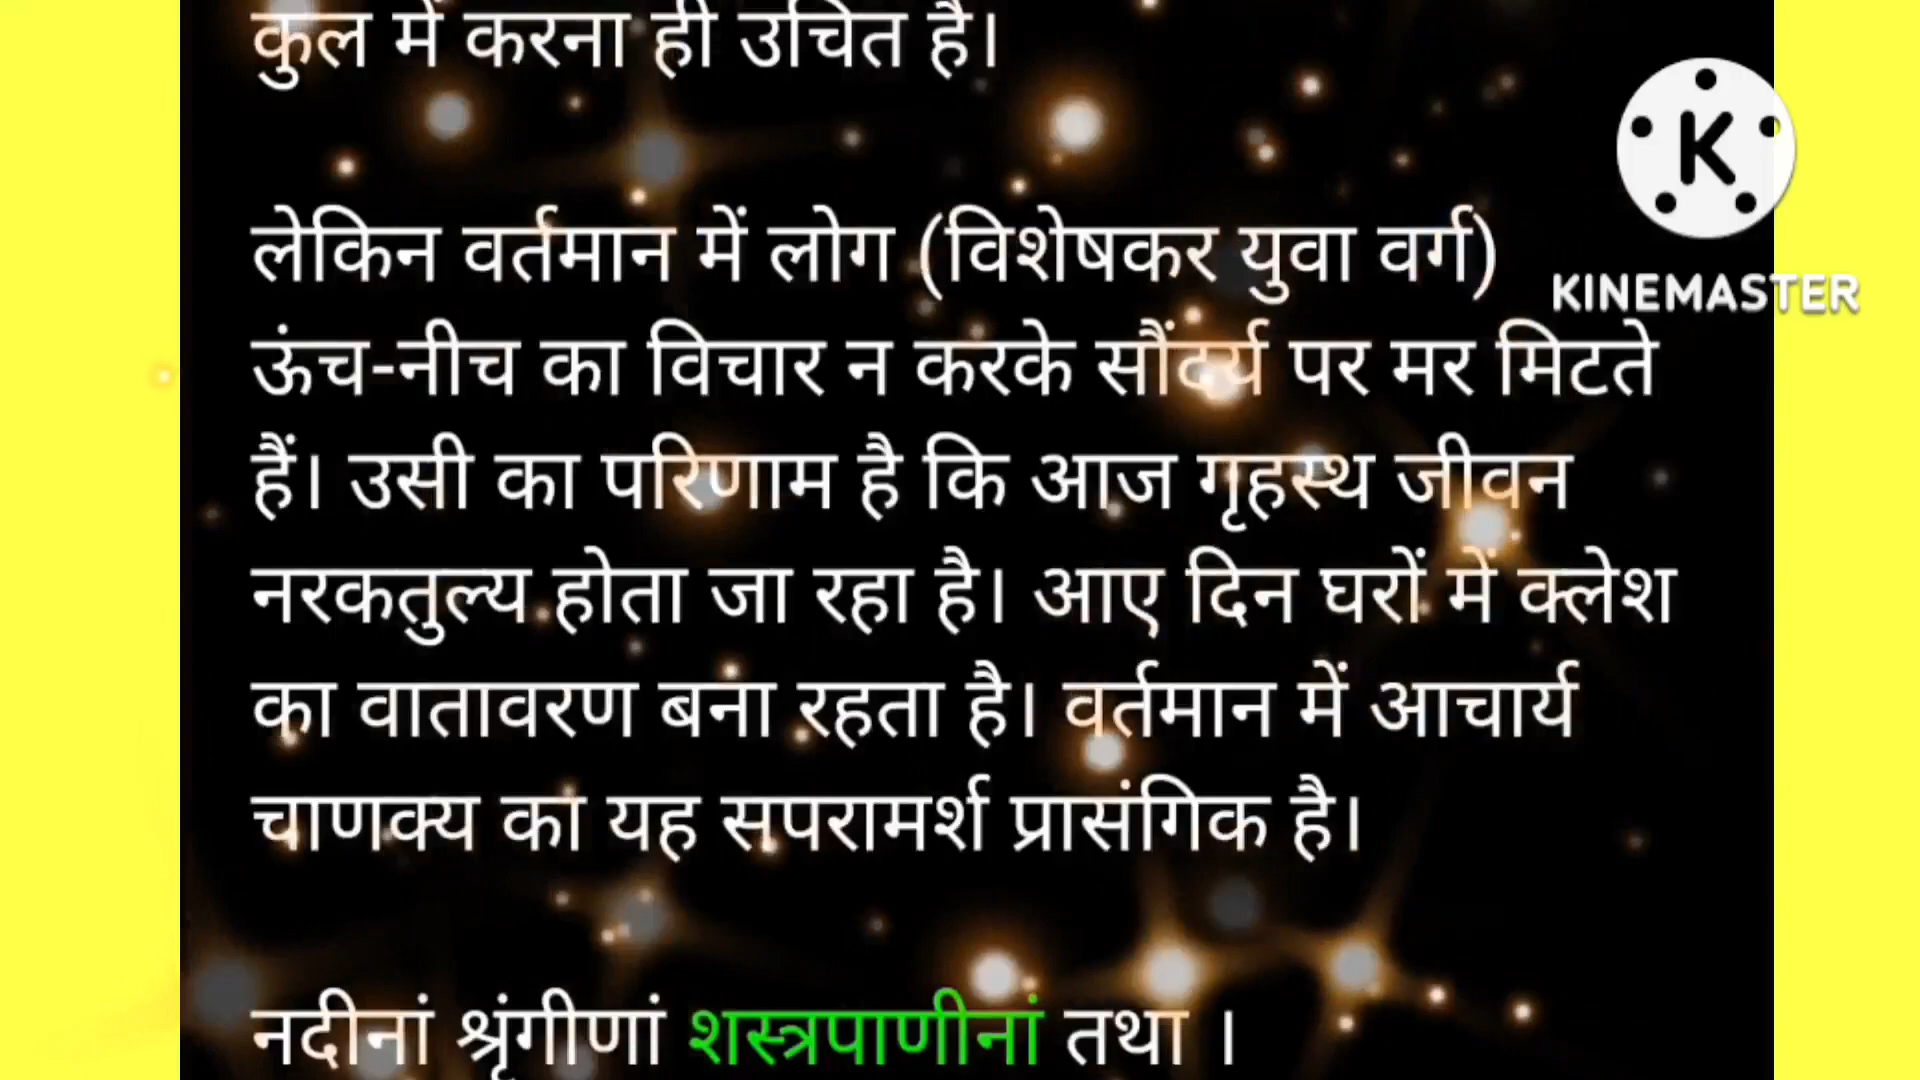 कुल में करना ही उचित है।
लेकिन वर्तमान में लोग (विशेषकर युवा वर्ग)
ऊंच-नीच का विचार न करके सौंदर्य पर मर मिटते
हैं। उसी का परिणाम है कि आज गृहस्थ जीवन
नरकतुल्य होता जा रहा है। आए दिन घरों में क्लेश
का वातावरण बना रहता है। वर्तमान में आचार्य
चाणक्य का यह सपरामर्श प्रासंगिक है।
नदीनां श्रृंगीणां शस्त्रपाणीनां तथा ।
K
KINEMASTER